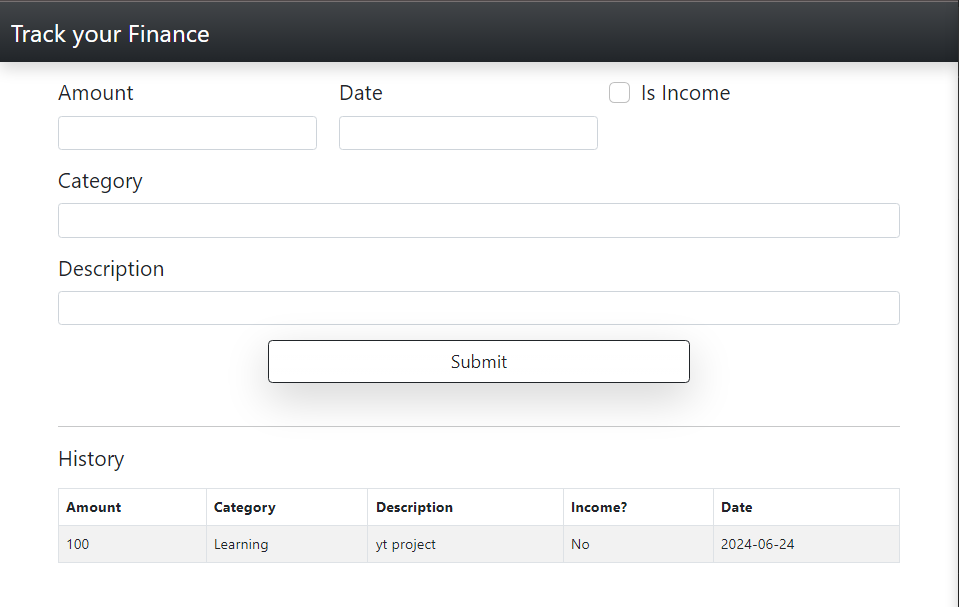 Track your Finance
Amount Date Is Income
Category
Description
Submit
History
Amount Category Description Income? Date
100 Learning yt project No 2024-06-24